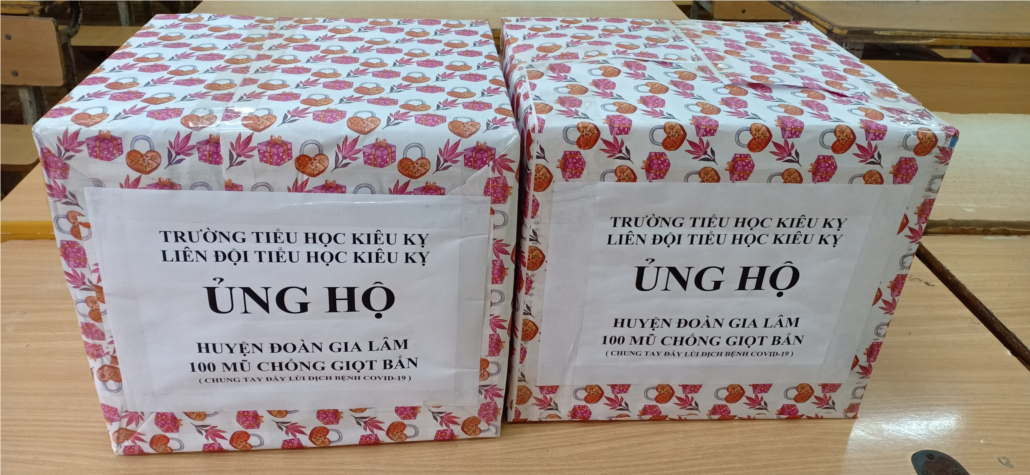 TRƯỜNG TIỂU HỌC KIÊU KỴ
LIÊN ĐỘI TIỂU HỌC KIÊU KỴ
ỦNG HỘ
HUYỆN ĐOÀN GIA LÂM
100 MŨ CHỐNG GIỌT BẮN
( CHUNG TAY ĐẨY LÙI DỊCH BỆNH COVID-19 )
TRƯỜNG TIỂU HỌC KIÊU KỴ
LIÊN ĐỘI TIỂU HỌC KIÊU KỴ
ỦNG HỘ
HUYỆN ĐOÀN GIA LÂM
100 MŨ CHỐNG GIỌT BẮN
( CHUNG TAY ĐẨY LÙI DỊCH BỆNH COVID-19 )